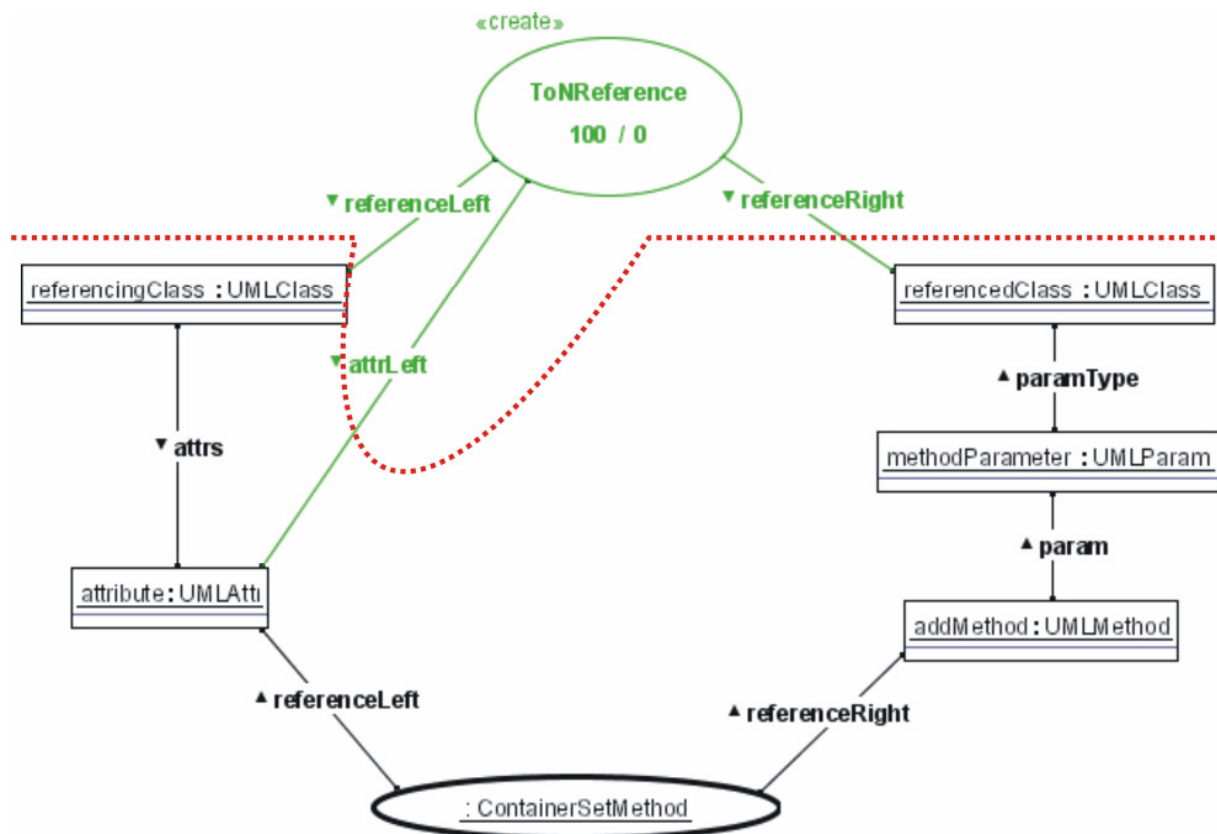 «create»
ToNReference
100 / 0
▼ referenceLeft
▼ referenceRight
referencingClass : UMLClass
referencedClass : UMLClass
▼ attrLeft
▲ paramType
▼ attrs
methodParameter : UMLParam
▲ param
attribute : UMLAttı
addMethod : UMLMethod
▲ referenceLeft
▲ referenceRight
: ContainerSetMethod